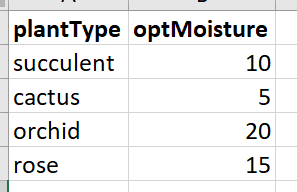 plantType optMoisture
succulent 10
cactus 5
orchid 20
rose 15